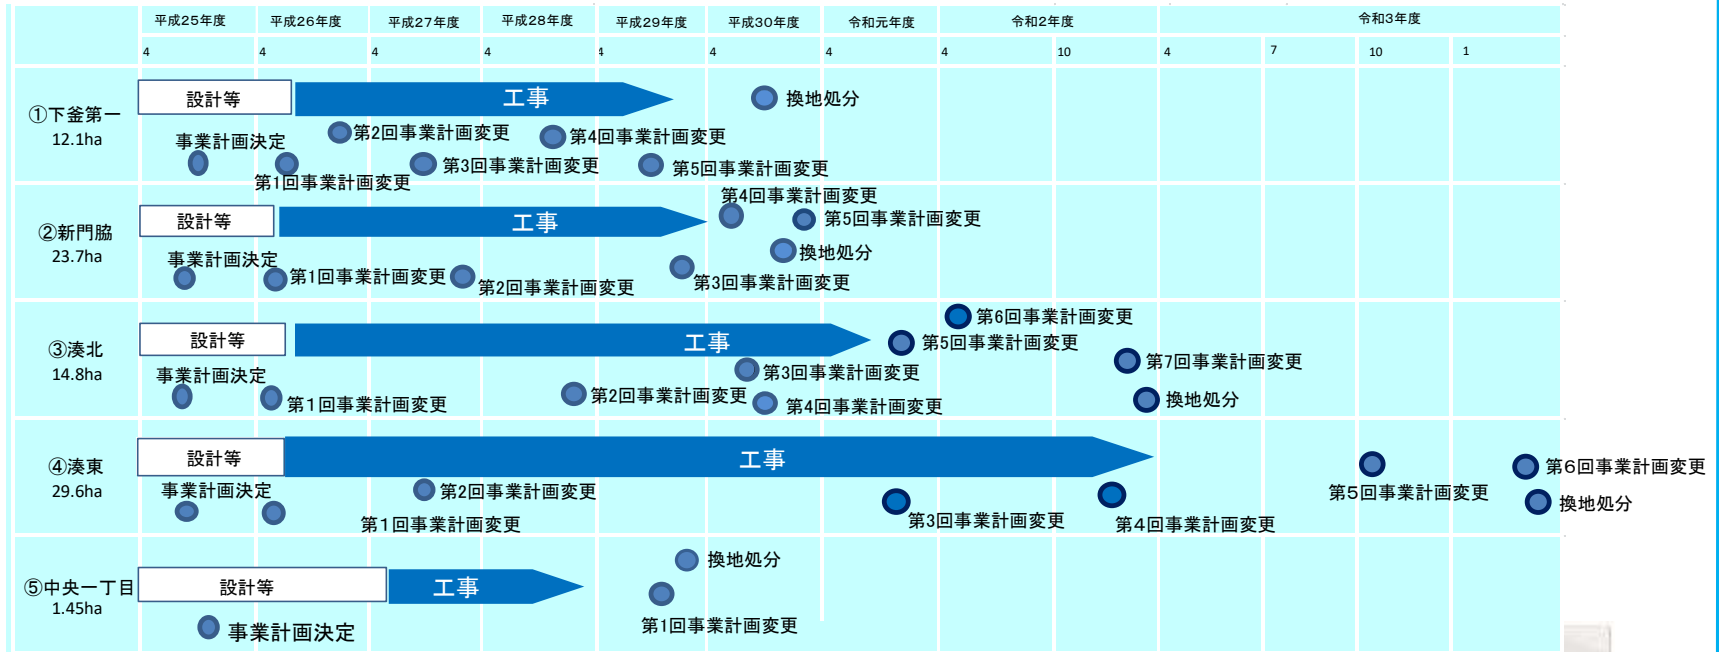 平成25年度 平成26年度 平成27年度 平成28年度 平成29年度 平成30年度 令和元年度 令和2年度 令和3年度
4 4 4 4 4 4 4 4 10 4 7 10 1
①下釜第一
12.1ha
設計等 工事 換地処分
事業計画決定 第2回事業計画変更 第4回事業計画変更
第1回事業計画変更 第3回事業計画変更 第5回事業計画変更
②新門脇
23.7ha
設計等 工事 第4回事業計画変更 第5回事業計画変更
換地処分
事業計画決定 第1回事業計画変更 第2回事業計画変更 第3回事業計画変更
③湊北
14.8ha
設計等 工事 第6回事業計画変更
第5回事業計画変更
第7回事業計画変更
事業計画決定 第3回事業計画変更
第1回事業計画変更 第2回事業計画変更 第4回事業計画変更 換地処分
④湊東
29.6ha
設計等 工事 第6回事業計画変更
事業計画決定 第2回事業計画変更 第5回事業計画変更 換地処分
第1回事業計画変更 第3回事業計画変更 第4回事業計画変更
⑤中央一丁目
1.45ha
設計等 工事 換地処分
事業計画決定 第1回事業計画変更